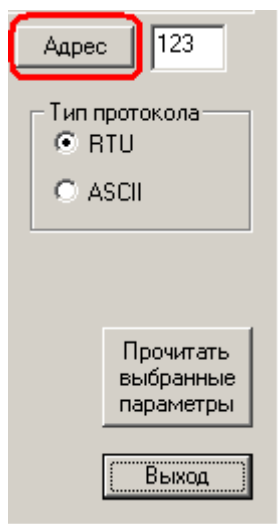 Адрес 123
Тип протокола
RTU
ASCII
Прочитать
выбранные
параметры
Выход